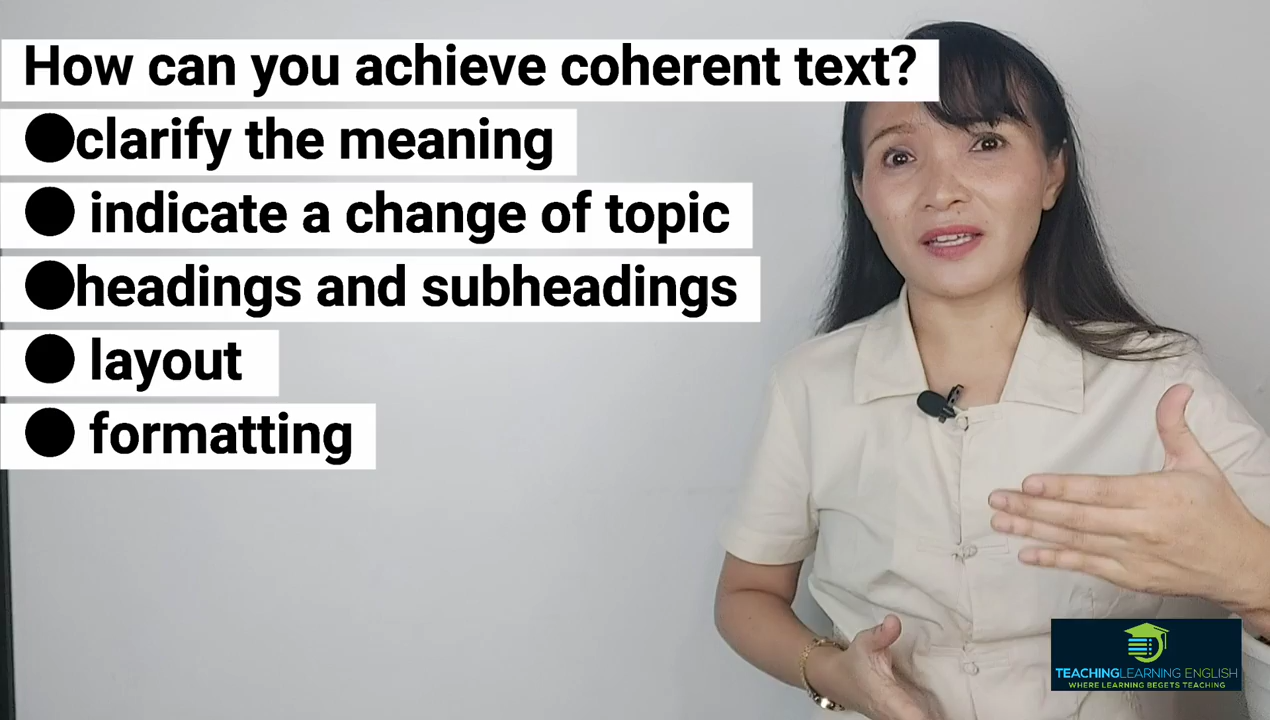 How can you achieve coherent text?
●clarify the meaning
● indicate a change of topic
●headings and subheadings
● layout
● formatting
TEACHINGLEARNING ENGLISH
WHERE LEARNING BEGETS TEACHING